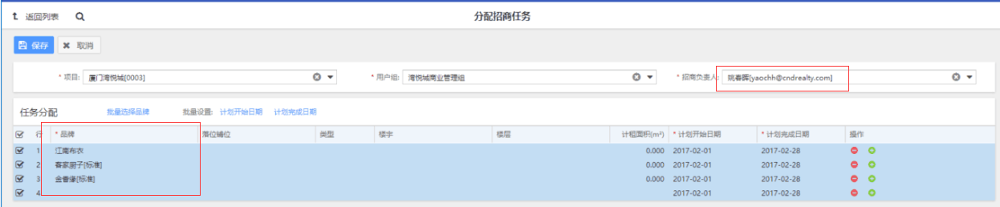 返回列表
分配招商任务
保存 取消
* 项目: 厦门湾悦城[0003] * 用户组: 湾悦城商业管理组 * 招商负责人: 姚春晖[yaochh@cndrealty.com]
任务分配 批量选择品牌 批量设置: 计划开始日期 计划完成日期
行 * 品牌 落位铺位 类型 楼宇 楼层 计租面积(m²) * 计划开始日期 * 计划完成日期 操作
1 江南布衣 0.000 2017-02-01 2017-02-28
2 春家厨子[标准] 0.000 2017-02-01 2017-02-28
3 金香缘[标准] 0.000 2017-02-01 2017-02-28
4 2017-02-01 2017-02-28